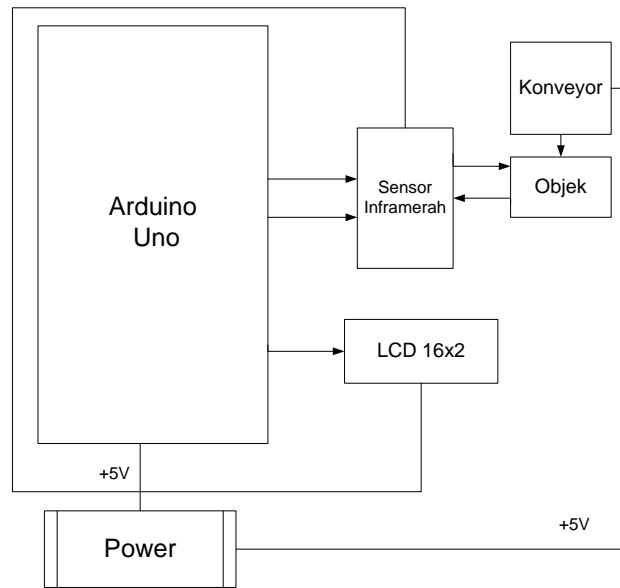 Konveyor
Arduino
Uno
Sensor
Inframerah
Objek
LCD 16x2
+5V
Power
+5V